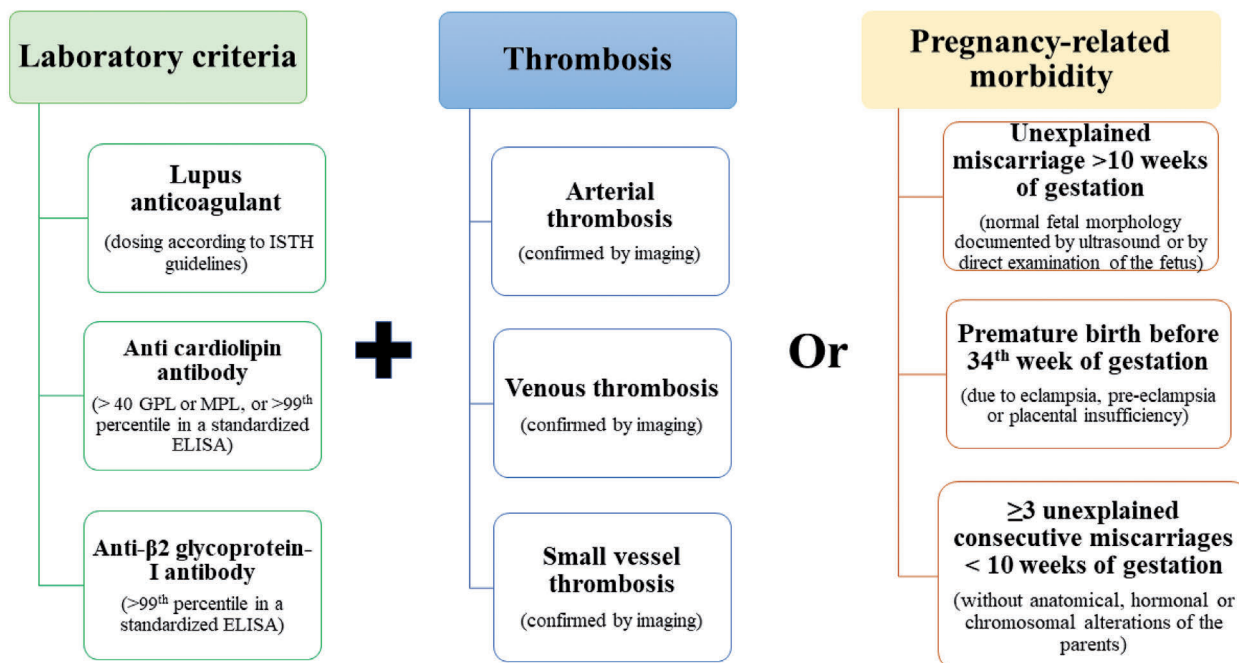 Laboratory criteria
Lupus
anticoagulant
(dosing according to ISTH
guidelines)
Anti cardiolipin
antibody
(> 40 GPL or MPL, or >99th
percentile in a standardized
ELISA)
Anti-β2 glycoprotein-
I antibody
(>99th percentile in a
standardized ELISA)
+
Thrombosis
Arterial
thrombosis
(confirmed by imaging)
Venous thrombosis
(confirmed by imaging)
Small vessel
thrombosis
(confirmed by imaging)
Or
Pregnancy-related
morbidity
Unexplained
miscarriage >10 weeks
of gestation
(normal fetal morphology
documented by ultrasound or by
direct examination of the fetus)
Premature birth before
34th week of gestation
(due to eclampsia, pre-eclampsia
or placental insufficiency)
≥3 unexplained
consecutive miscarriages
< 10 weeks of gestation
(without anatomical, hormonal or
chromosomal alterations of the
parents)